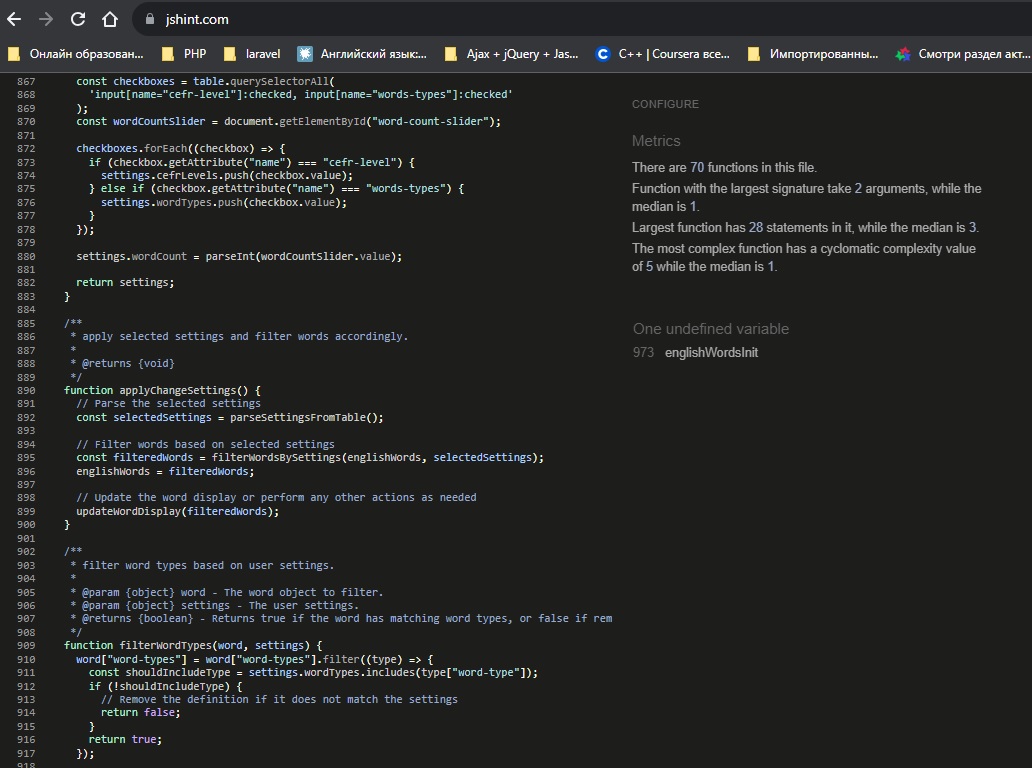 jshint.com
Онлайн образован... PHP laravel Английский язык:... Ajax + jQuery + Jas... C C++ | Coursera все... Импортированны... Смотри раздел акт...
867 const checkboxes = table.querySelectorAll(
868 'input[name="cefr-level"]:checked, input[name="words-types"]:checked'
869 );
870 const wordCountSlider = document.getElementById("word-count-slider");
871
872 checkboxes.forEach((checkbox) => {
873 if (checkbox.getAttribute("name") === "cefr-level") {
874 settings.cefrLevels.push(checkbox.value);
875 } else if (checkbox.getAttribute("name") === "words-types") {
876 settings.wordTypes.push(checkbox.value);
877 }
878 });
879
880 settings.wordCount = parseInt(wordCountSlider.value);
881
882 return settings;
883 }
884
885 /**
886 * apply selected settings and filter words accordingly.
887 *
888 * @returns {void}
889 */
890 function applyChangeSettings() {
891 // Parse the selected settings
892 const selectedSettings = parseSettingsFromTable();
893
894 // Filter words based on selected settings
895 const filteredWords = filterWordsBySettings(englishWords, selectedSettings);
896 englishWords = filteredWords;
897
898 // Update the word display or perform any other actions as needed
899 updateWordDisplay(filteredWords);
900 }
901
902 /**
903 * filter word types based on user settings.
904 *
905 * @param {object} word - The word object to filter.
906 * @param {object} settings - The user settings.
907 * @returns {boolean} - Returns true if the word has matching word types, or false if rem
908 */
909 function filterWordTypes(word, settings) {
910 word["word-types"] = word["word-types"].filter((type) => {
911 const shouldIncludeType = settings.wordTypes.includes(type["word-type"]);
912 if (!shouldIncludeType) {
913 // Remove the definition if it does not match the settings
914 return false;
915 }
916 return true;
917 });
918
CONFIGURE
Metrics
There are 70 functions in this file.
Function with the largest signature take 2 arguments, while the
median is 1.
Largest function has 28 statements in it, while the median is 3.
The most complex function has a cyclomatic complexity value
of 5 while the median is 1.
One undefined variable
973 englishWordsInit